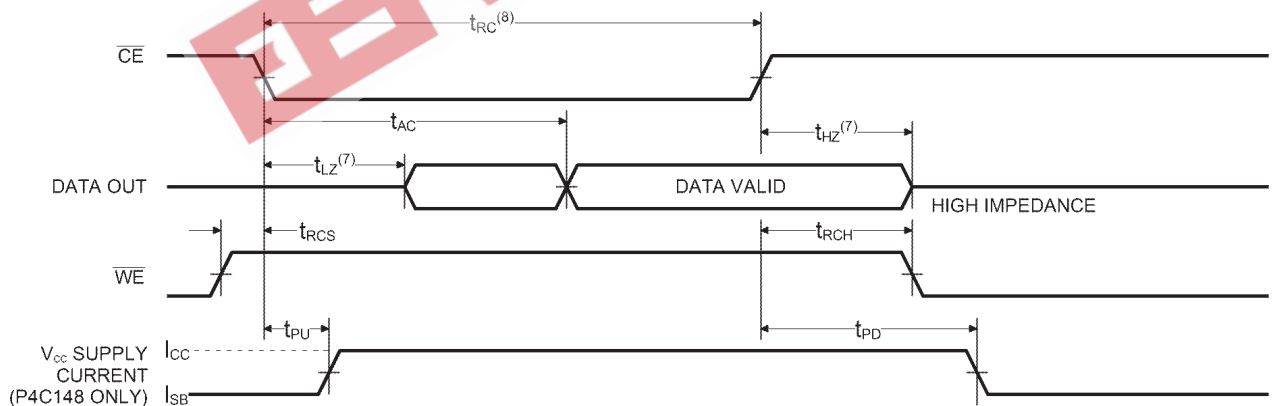 tRC(8)
CE
tAC
tHZ(7)
tLZ(7)
DATA OUT
DATA VALID
HIGH IMPEDANCE
tRCS
tRCH
WE
tPU
tPD
Vcc SUPPLY ICC
CURRENT
(P4C148 ONLY) ISB